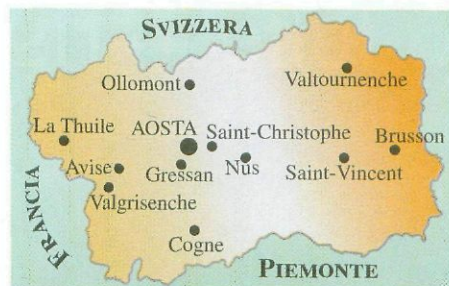 SVIZZERA
Ollomont
Valtournenche
La Thuile
AOSTA
Saint-Christophe
Brusson
Avise
Gressan
Nus
Saint-Vincent
Valgrisenche
FRANCIA
Cogne
PIEMONTE